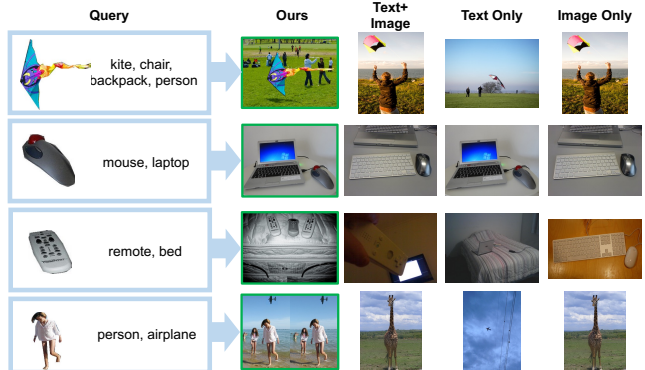 Query
Ours
Text+
Image
Text Only
Image Only
kite, chair,
backpack, person
mouse, laptop
remote, bed
person, airplane